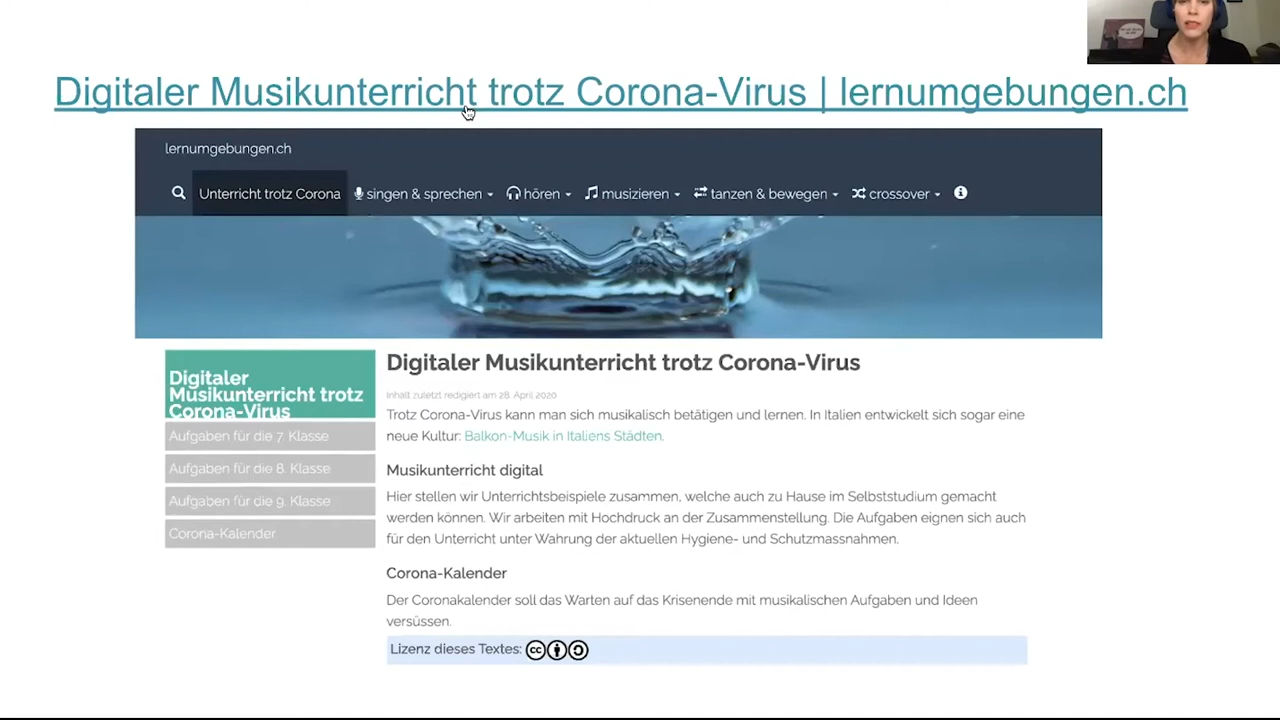 Digitaler Musikunterricht trotz Corona-Virus | lernumgebungen.ch
lernumgebungen.ch
Unterricht trotz Corona singen & sprechen hören musizieren tanzen & bewegen crossover
Digitaler
Musikunterricht trotz
Corona-Virus
Aufgaben für die 7. Klasse
Aufgaben für die 8. Klasse
Aufgaben für die 9. Klasse
Corona-Kalender
Digitaler Musikunterricht trotz Corona-Virus
Inhalt zuletzt redigiert am 28. April 2020
Trotz Corona-Virus kann man sich musikalisch betätigen und lernen. In Italien entwickelt sich sogar eine
neue Kultur: Balkon-Musik in Italiens Städten.
Musikunterricht digital
Hier stellen wir Unterrichtsbeispiele zusammen, welche auch zu Hause im Selbststudium gemacht
werden können. Wir arbeiten mit Hochdruck an der Zusammenstellung. Die Aufgaben eignen sich auch
für den Unterricht unter Wahrung der aktuellen Hygiene- und Schutzmassnahmen.
Corona-Kalender
Der Coronakalender soll das Warten auf das Krisenende mit musikalischen Aufgaben und Ideen
versüssen.
Lizenz dieses Textes: cc